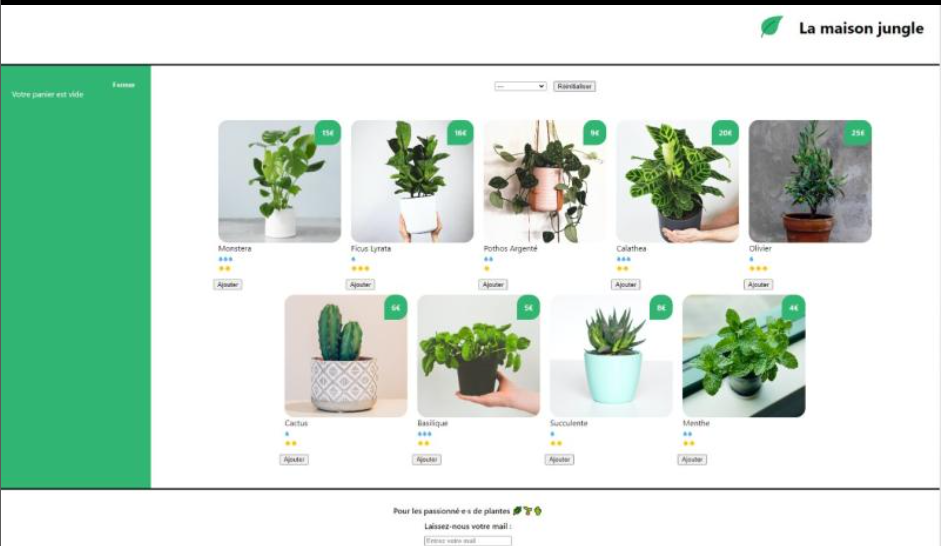 La maison jungle
Fermer
Votre panier est vide
---
Réinitialiser
15€
16€
9€
20€
25€
Monstera
Ficus Lyrata
Pothos Argenté
Calathea
Olivier
Ajouter
Ajouter
Ajouter
Ajouter
Ajouter
6€
5€
8€
4€
Cactus
Basilique
Succulente
Menthe
Ajouter
Ajouter
Ajouter
Ajouter
Pour les passionné·e·s de plantes
Laissez-nous votre mail :
Entrez votre mail